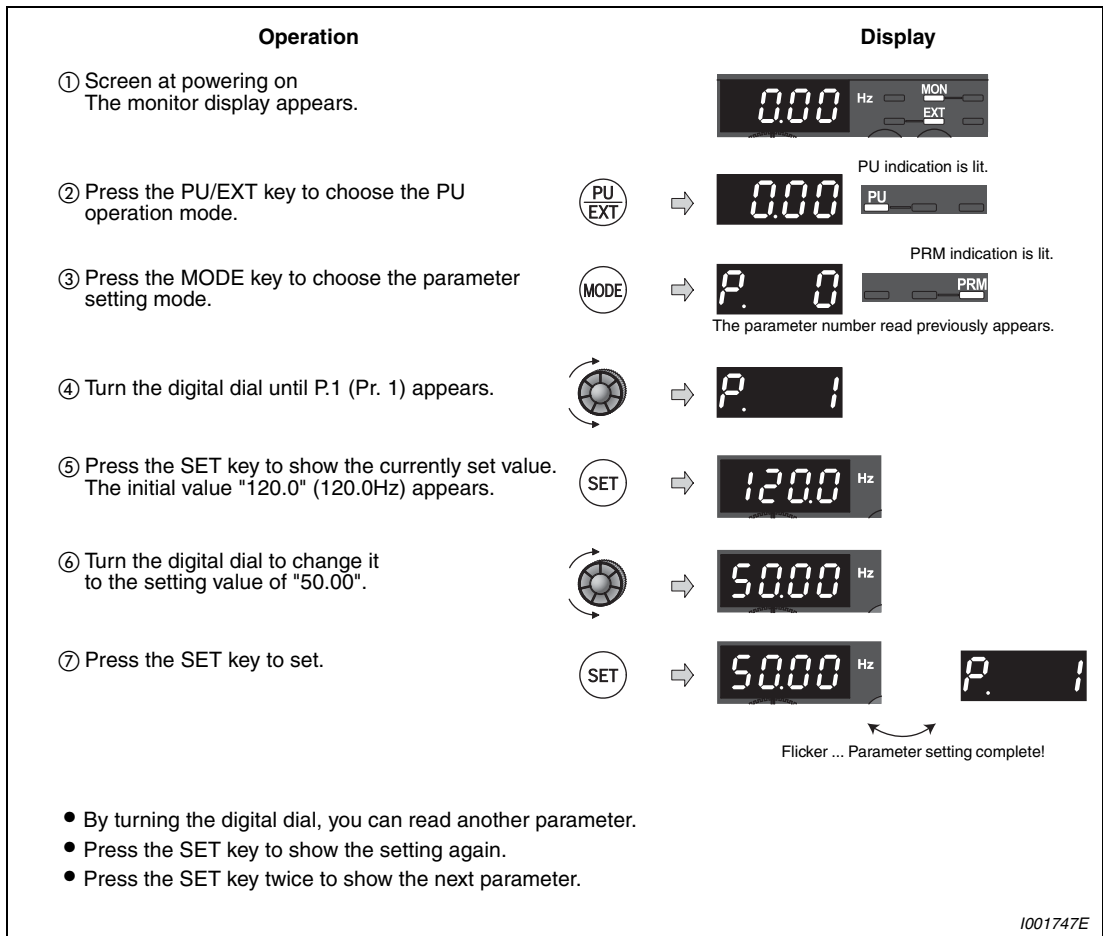 Operation
Display
① Screen at powering on
The monitor display appears.
0.00 Hz MON EXT
PU indication is lit.
② Press the PU/EXT key to choose the PU
operation mode.
PU
EXT
0.00
PU
PRM indication is lit.
③ Press the MODE key to choose the parameter
setting mode.
MODE
P. 0
PRM
The parameter number read previously appears.
④ Turn the digital dial until P.1 (Pr. 1) appears.
P. 1
⑤ Press the SET key to show the currently set value.
The initial value "120.0" (120.0Hz) appears.
SET
120.0 Hz
⑥ Turn the digital dial to change it
to the setting value of "50.00".
50.00 Hz
⑦ Press the SET key to set.
SET
50.00 Hz
P. 1
Flicker ... Parameter setting complete!
• By turning the digital dial, you can read another parameter.
• Press the SET key to show the setting again.
• Press the SET key twice to show the next parameter.
I001747E